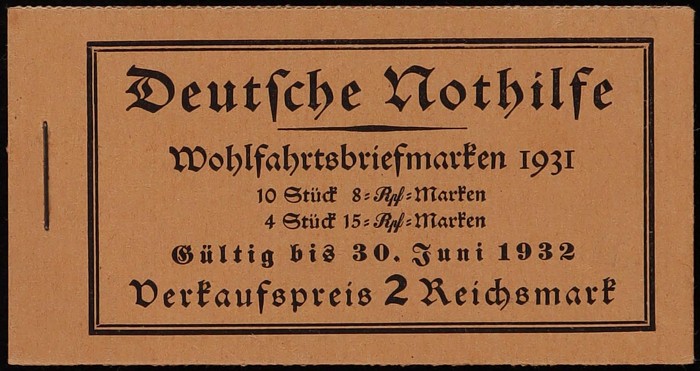 Deutſche Nothilfe
Wohlfahrtsbriefmarken 1931
10 Stück 8=Rpf=Marken
4 Stück 15=Rpf=Marken
Gültig bis 30. Juni 1932
Verkaufspreis 2 Reichsmark